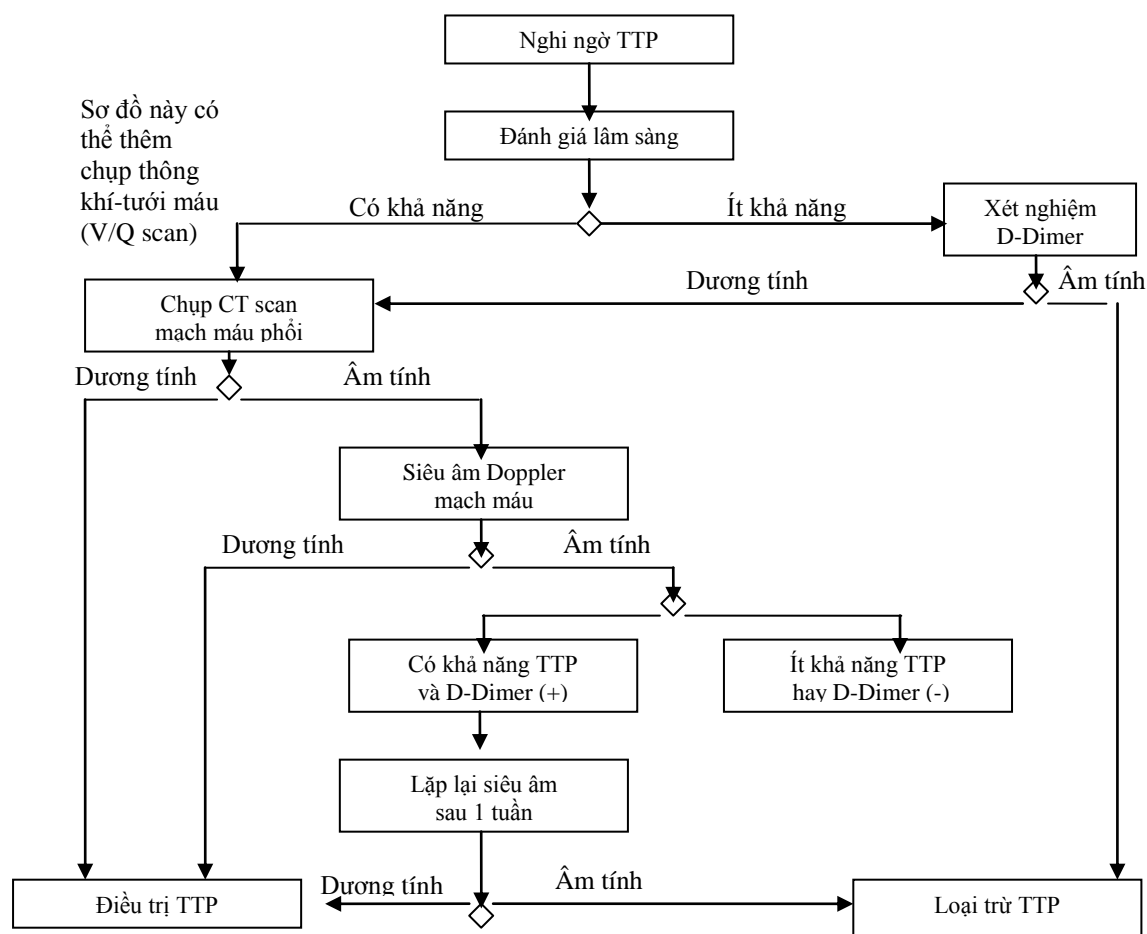 Nghi ngờ TTP
Sơ đồ này có
thể thêm
chụp thông
khí-tưới máu
(V/Q scan)
Đánh giá lâm sàng
Có khả năng
Ít khả năng
Xét nghiệm
D-Dimer
Dương tính
Âm tính
Chụp CT scan
mạch máu phổi
Dương tính
Âm tính
Siêu âm Doppler
mạch máu
Dương tính
Âm tính
Có khả năng TTP
và D-Dimer (+)
Ít khả năng TTP
hay D-Dimer (-)
Lặp lại siêu âm
sau 1 tuần
Dương tính
Âm tính
Điều trị TTP
Loại trừ TTP